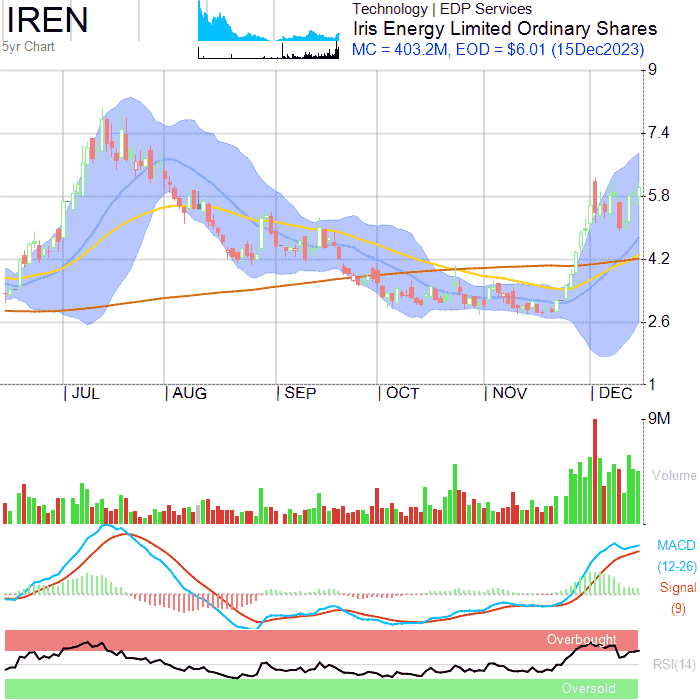 IREN
5yr Chart
Technology | EDP Services
Iris Energy Limited Ordinary Shares
MC = 403.2M, EOD = $6.01 (15Dec2023)
9
7.4
5.8
4.2
2.6
1
| JUL | AUG | SEP | OCT | NOV | DEC
9M
Volume
MACD
(12-26)
Signal
(9)
Overbought
RSI(14)
Oversold